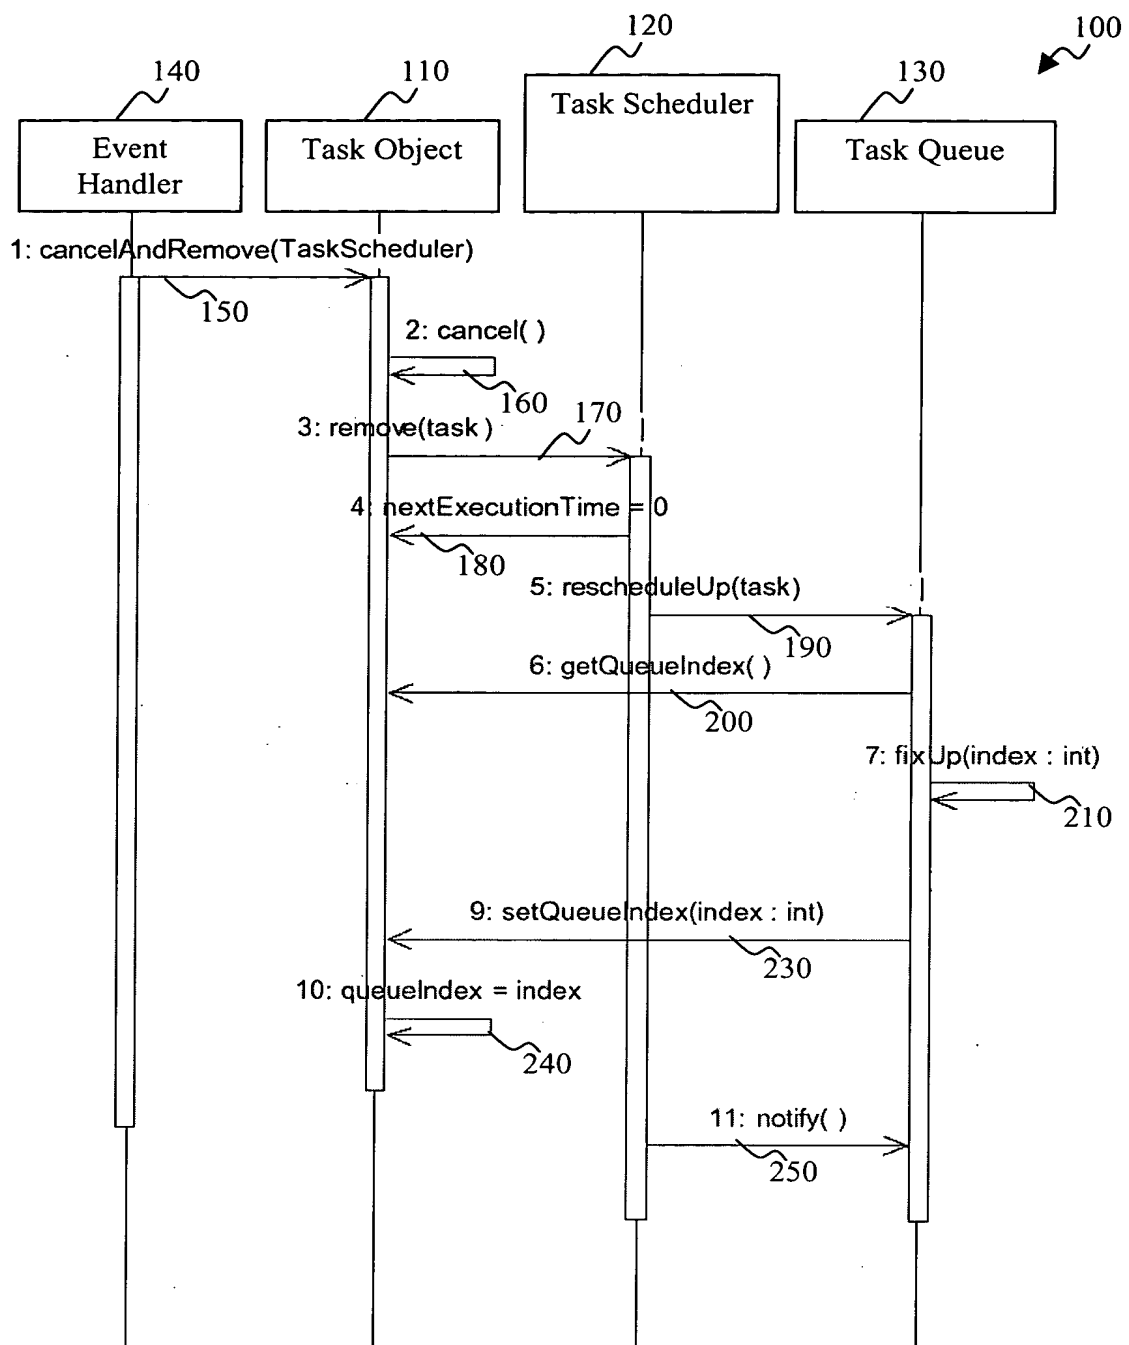 100
120
140
110
130
Task Scheduler
Event
Handler
Task Object
Task Queue
1: cancelAndRemove(TaskScheduler)
150
2: cancel( )
160
3: remove(task )
170
4: nextExecutionTime = 0
180
5: rescheduleUp(task)
190
6: getQueueIndex( )
200
7: fixUp(index : int)
210
9: setQueueIndex(index : int)
230
10: queueIndex = index
240
11: notify( )
250